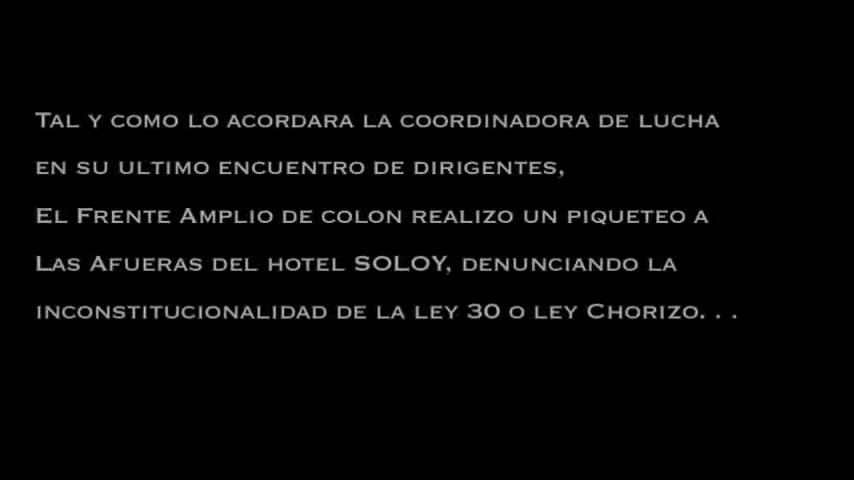 Tal y como lo acordara la coordinadora de lucha
en su ultimo encuentro de dirigentes,
El Frente Amplio de colon realizo un piqueteo a
Las Afueras del hotel SOLOY, denunciando la
inconstitucionalidad de la ley 30 o ley Chorizo. . .